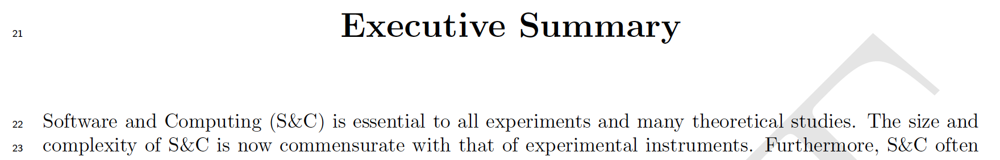 21 Executive Summary
22 Software and Computing (S&C) is essential to all experiments and many theoretical studies. The size and
23 complexity of S&C is now commensurate with that of experimental instruments. Furthermore, S&C often